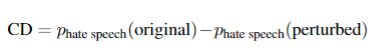 CD = p_hate speech(original) − p_hate speech(perturbed)